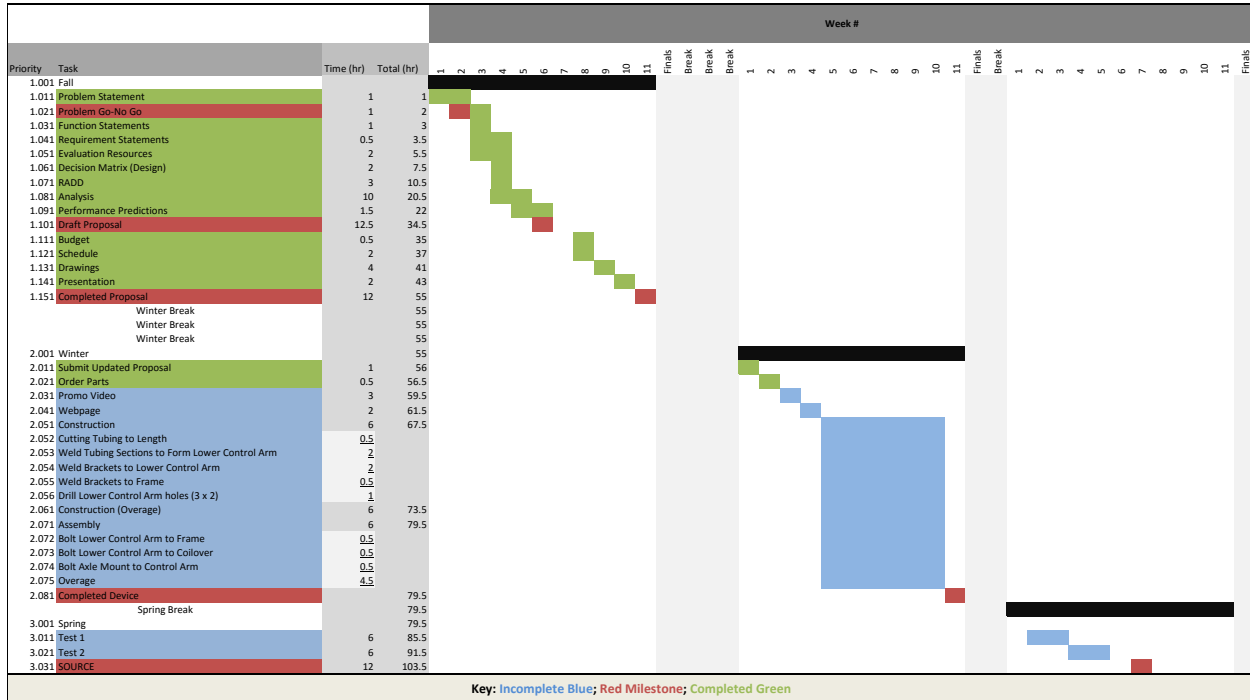 Week #
Priority Task Time (hr) Total (hr) 1 2 3 4 5 6 7 8 9 10 11 Finals Break Break Break 1 2 3 4 5 6 7 8 9 10 11 Finals Break 1 2 3 4 5 6 7 8 9 10 11 Finals
1.001 Fall
1.011 Problem Statement 1 1
1.021 Problem Go-No Go 1 2
1.031 Function Statements 1 3
1.041 Requirement Statements 0.5 3.5
1.051 Evaluation Resources 2 5.5
1.061 Decision Matrix (Design) 2 7.5
1.071 RADD 3 10.5
1.081 Analysis 10 20.5
1.091 Performance Predictions 1.5 22
1.101 Draft Proposal 12.5 34.5
1.111 Budget 0.5 35
1.121 Schedule 2 37
1.131 Drawings 4 41
1.141 Presentation 2 43
1.151 Completed Proposal 12 55
Winter Break 55
Winter Break 55
Winter Break 55
2.001 Winter 55
2.011 Submit Updated Proposal 1 56
2.021 Order Parts 0.5 56.5
2.031 Promo Video 3 59.5
2.041 Webpage 2 61.5
2.051 Construction 6 67.5
2.052 Cutting Tubing to Length 0.5
2.053 Weld Tubing Sections to Form Lower Control Arm 2
2.054 Weld Brackets to Lower Control Arm 2
2.055 Weld Brackets to Frame 0.5
2.056 Drill Lower Control Arm holes (3 x 2) 1
2.061 Construction (Overage) 6 73.5
2.071 Assembly 6 79.5
2.072 Bolt Lower Control Arm to Frame 0.5
2.073 Bolt Lower Control Arm to Coilover 0.5
2.074 Bolt Axle Mount to Control Arm 0.5
2.075 Overage 4.5
2.081 Completed Device 79.5
Spring Break 79.5
3.001 Spring 79.5
3.011 Test 1 6 85.5
3.021 Test 2 6 91.5
3.031 SOURCE 12 103.5
Key: Incomplete Blue; Red Milestone; Completed Green